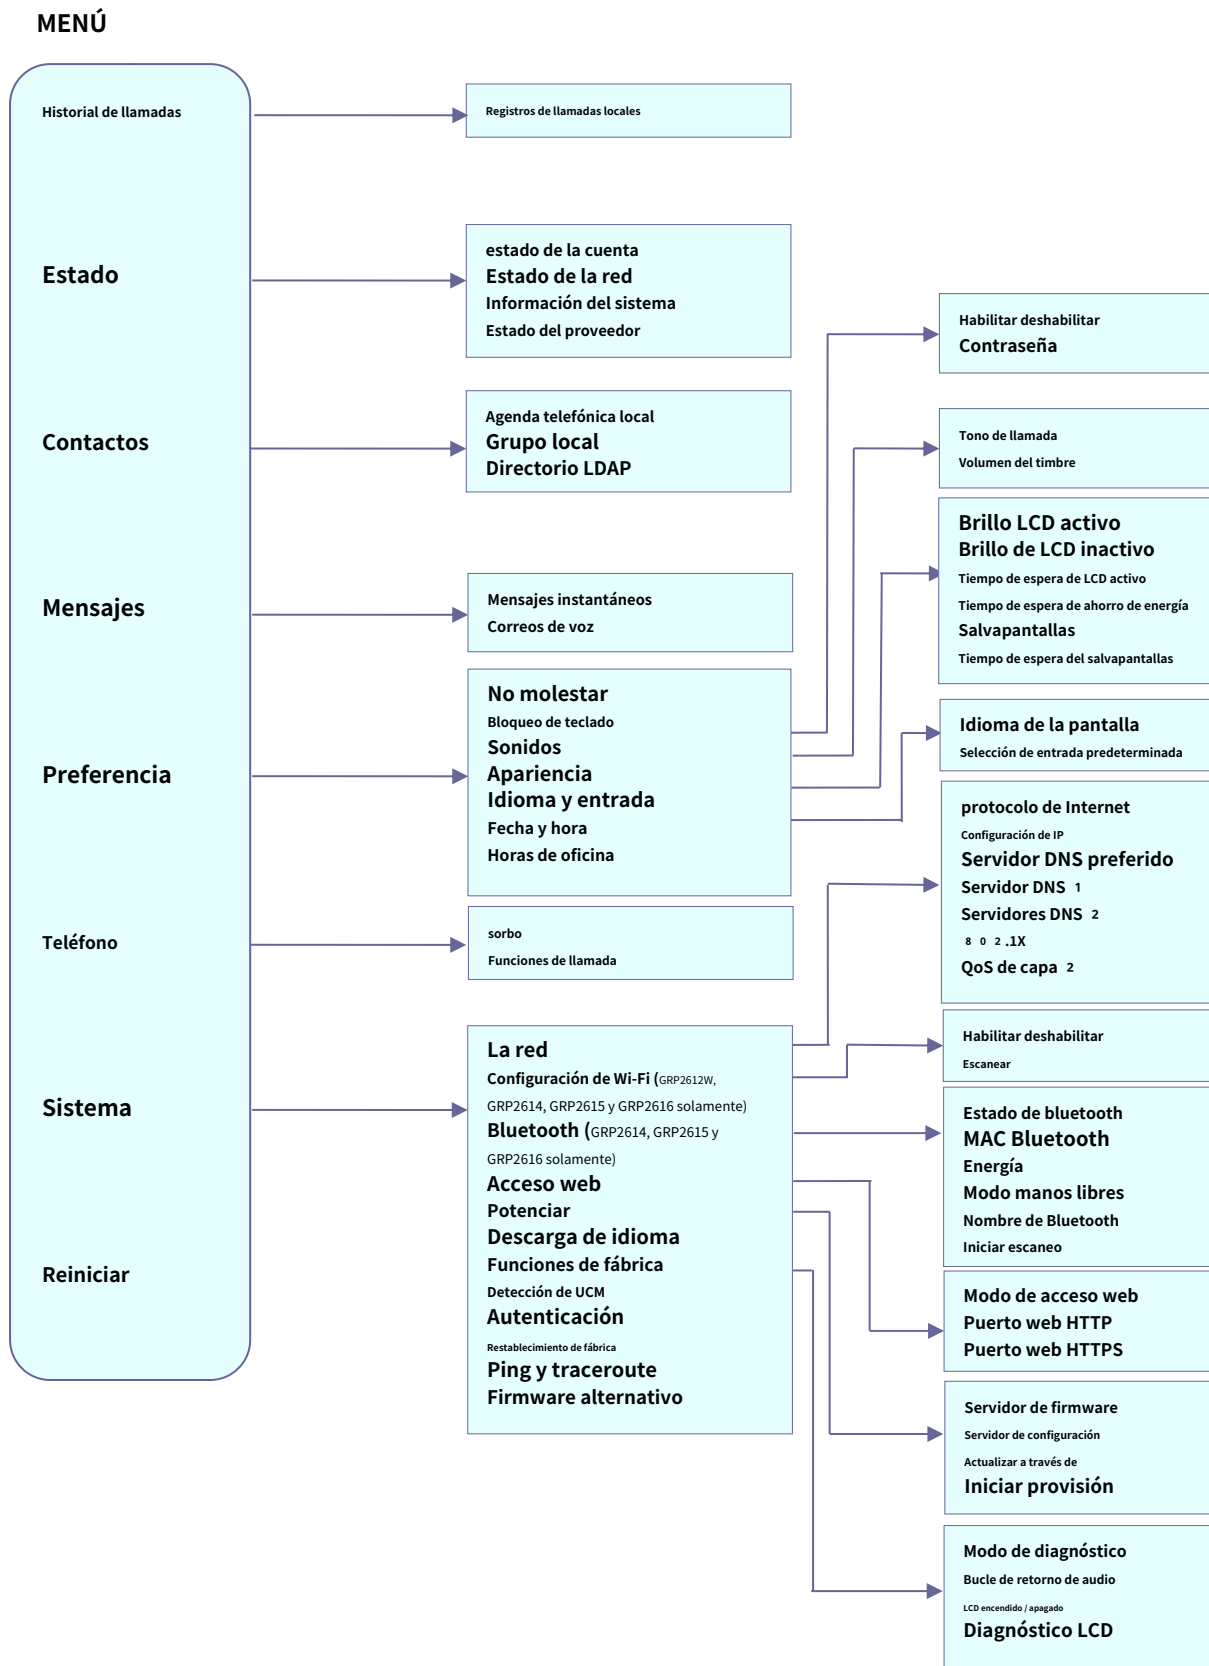 MENÚ
Historial de llamadas
Estado
Contactos
Mensajes
Preferencia
Teléfono
Sistema
Reiniciar
Registros de llamadas locales
estado de la cuenta
Estado de la red
Información del sistema
Estado del proveedor
Agenda telefónica local
Grupo local
Directorio LDAP
Mensajes instantáneos
Correos de voz
No molestar
Bloqueo de teclado
Sonidos
Apariencia
Idioma y entrada
Fecha y hora
Horas de oficina
sorbo
Funciones de llamada
La red
Configuración de Wi-Fi (GRP2612W,
GRP2614, GRP2615 y GRP2616 solamente)
Bluetooth (GRP2614, GRP2615 y
GRP2616 solamente)
Acceso web
Potenciar
Descarga de idioma
Funciones de fábrica
Detección de UCM
Autenticación
Restablecimiento de fábrica
Ping y traceroute
Firmware alternativo
Habilitar deshabilitar
Contraseña
Tono de llamada
Volumen del timbre
Brillo LCD activo
Brillo de LCD inactivo
Tiempo de espera de LCD activo
Tiempo de espera de ahorro de energía
Salvapantallas
Tiempo de espera del salvapantallas
Idioma de la pantalla
Selección de entrada predeterminada
protocolo de Internet
Configuración de IP
Servidor DNS preferido
Servidor DNS 1
Servidores DNS 2
8 0 2 .1X
QoS de capa 2
Habilitar deshabilitar
Escanear
Estado de bluetooth
MAC Bluetooth
Energía
Modo manos libres
Nombre de Bluetooth
Iniciar escaneo
Modo de acceso web
Puerto web HTTP
Puerto web HTTPS
Servidor de firmware
Servidor de configuración
Actualizar a través de
Iniciar provisión
Modo de diagnóstico
Bucle de retorno de audio
LCD encendido / apagado
Diagnóstico LCD